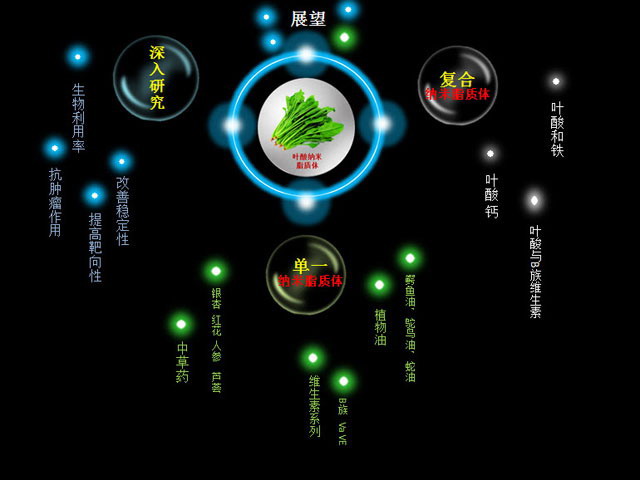 展望
深入研究
生物利用率
抗肿瘤作用
提高靶向性
改善稳定性
叶酸纳米
脂质体
复合
纳米脂质体
叶酸和铁
叶酸 钙
叶酸与B族维生素
单一
纳米脂质体
中草药
银杏 红花 人参 芦荟
维生素系列
B族 Va VE
植物油
鳄鱼油，鸵鸟油，蛇油